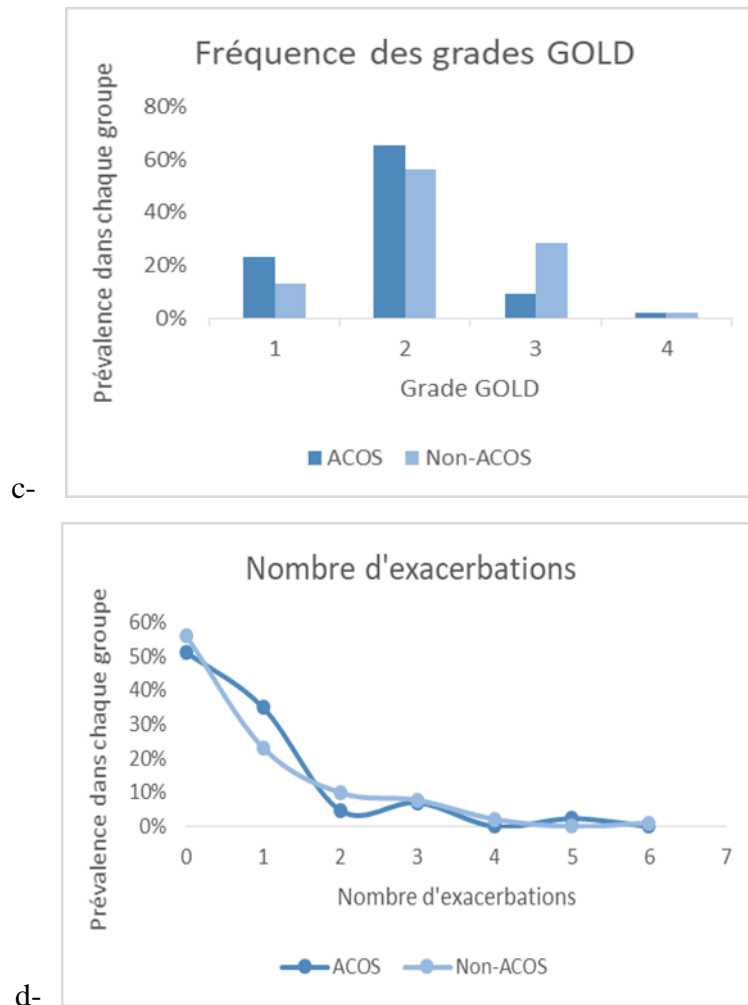 Fréquence des grades GOLD
Prévalence dans chaque groupe
80%
60%
40%
20%
0%
1 2 3 4
Grade GOLD
ACOS Non-ACOS
c-
Nombre d'exacerbations
Prévalence dans chaque groupe
60%
50%
40%
30%
20%
10%
0%
0 1 2 3 4 5 6 7
Nombre d'exacerbations
ACOS Non-ACOS
d-